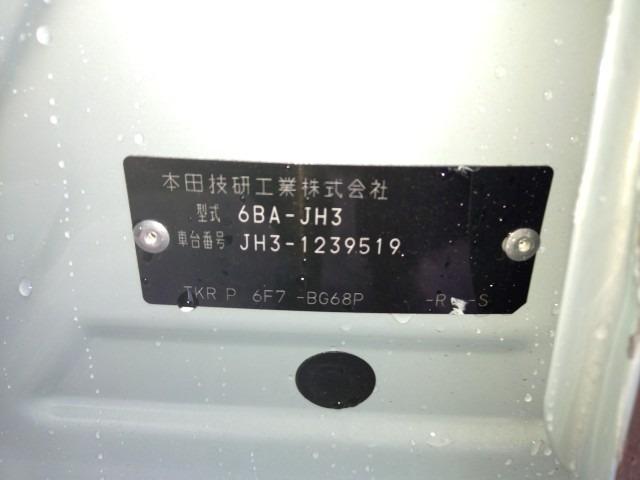 本田技研工業株式会社
型式 6BA-JH3
車台番号 JH3-1239519
TKR P 6F7 -BG68P -R -S